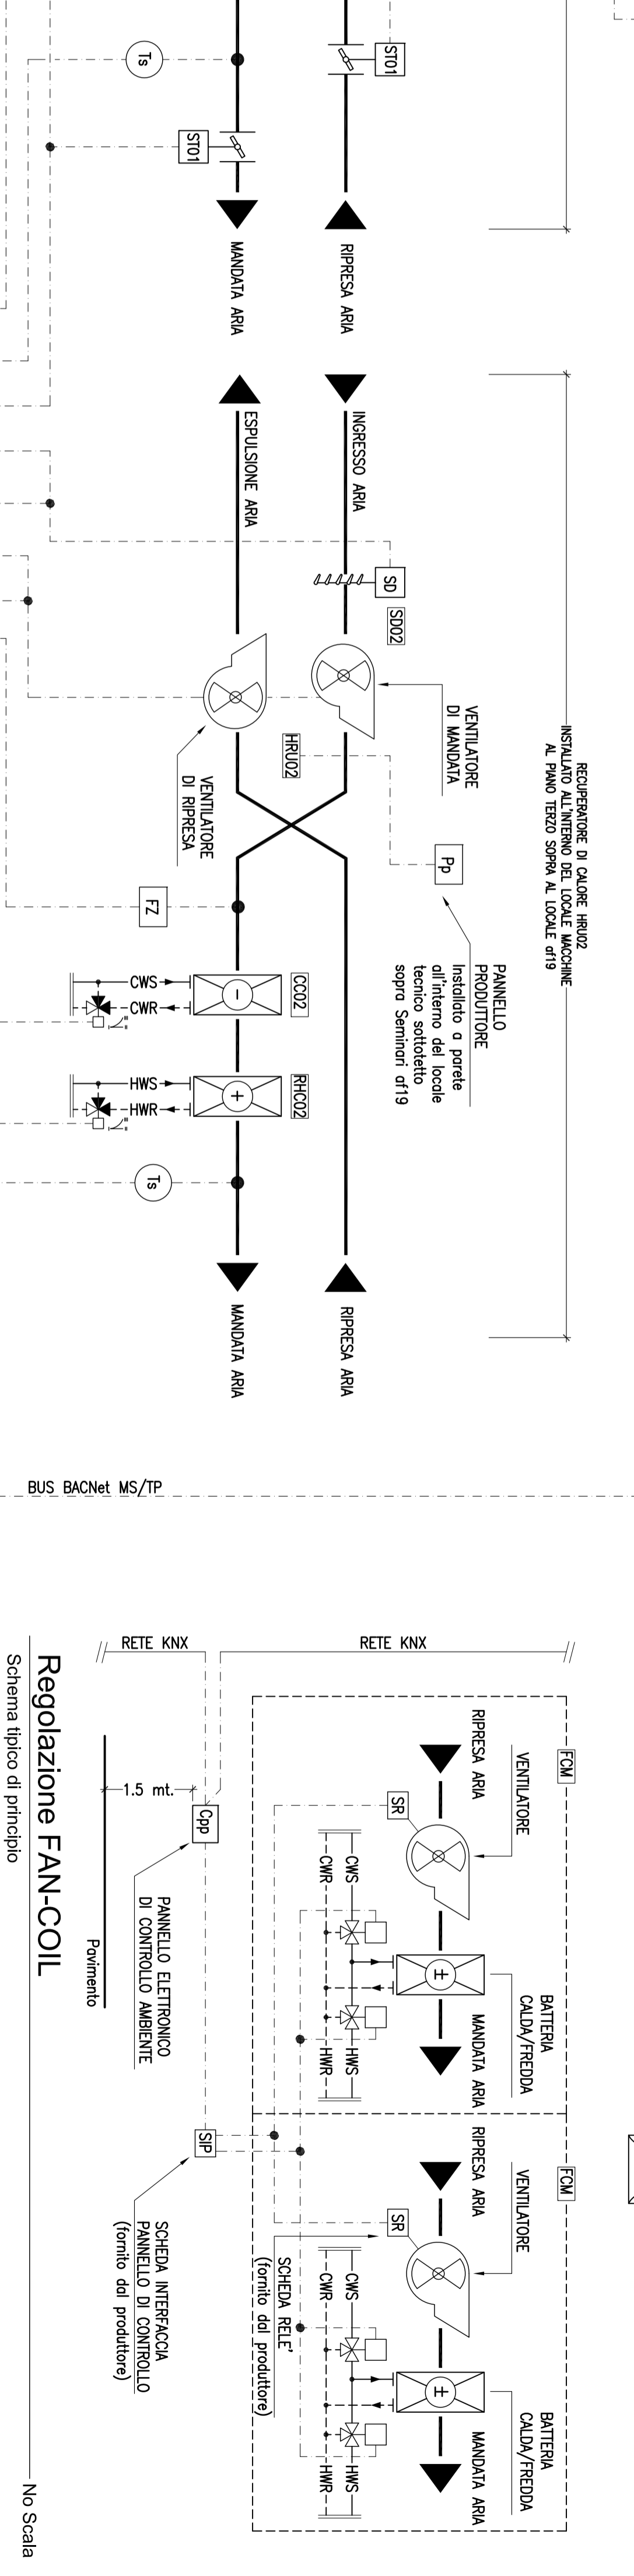 ST01
Ts
ST01
RIPRESA ARIA
MANDATA ARIA
INGRESSO ARIA
ESPULSIONE ARIA
SD
SD02
RECUPERATORE DI CALORE HRU02
INSTALLATO ALL'INTERNO DEL LOCALE MACCHINE
AL PIANO TERZO SOPRA AL LOCALE af19
VENTILATORE
DI MANDATA
HRU02
VENTILATORE
DI RIPRESA
Pp
PANNELLO
PRODUTTORE
Installato a parete
all'interno del locale
tecnico sottotetto
sopra Seminari af19
FZ
CC02
-
CWS
CWR
RHC02
+
HWS
HWR
Ts
RIPRESA ARIA
MANDATA ARIA
BUS BACNet MS/TP
RETE KNX
RETE KNX
FCM
VENTILATORE
RIPRESA ARIA
SR
CWS
CWR
±
BATTERIA
CALDA/FREDDA
MANDATA ARIA
HWS
HWR
1.5 mt.
Cpp
PANNELLO ELETTRONICO
DI CONTROLLO AMBIENTE
Pavimento
FCM
VENTILATORE
RIPRESA ARIA
SR
CWS
CWR
±
BATTERIA
CALDA/FREDDA
MANDATA ARIA
HWS
HWR
SIP
SCHEDA INTERFACCIA
PANNELLO DI CONTROLLO
(fornito dal produttore)
SCHEDA RELE'
(fornito dal produttore)
Regolazione FAN-COIL
Schema tipico di principio
No Scala